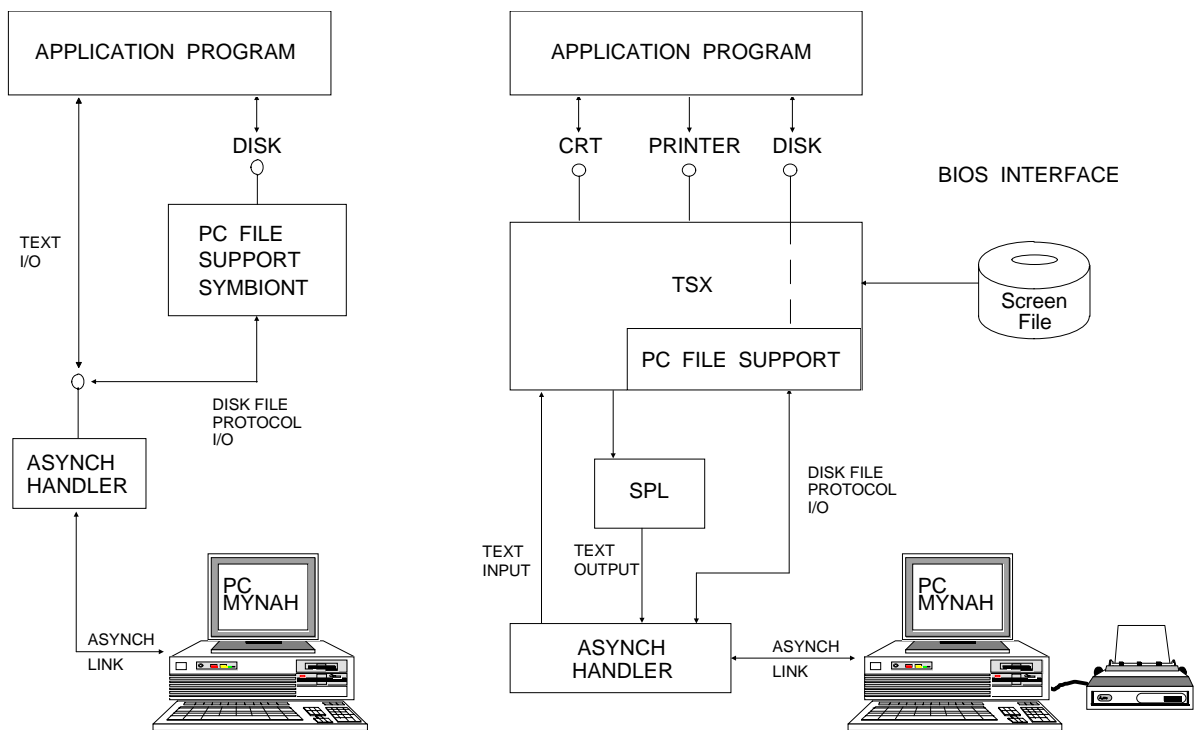 APPLICATION PROGRAM
DISK
PC FILE
SUPPORT
SYMBIONT
TEXT
I/O
DISK FILE
PROTOCOL
I/O
ASYNCH
HANDLER
PC
MYNAH
ASYNCH
LINK
APPLICATION PROGRAM
CRT
PRINTER
DISK
BIOS INTERFACE
TSX
Screen
File
PC FILE SUPPORT
SPL
DISK FILE
PROTOCOL
I/O
TEXT
INPUT
TEXT
OUTPUT
ASYNCH
HANDLER
ASYNCH
LINK
PC
MYNAH